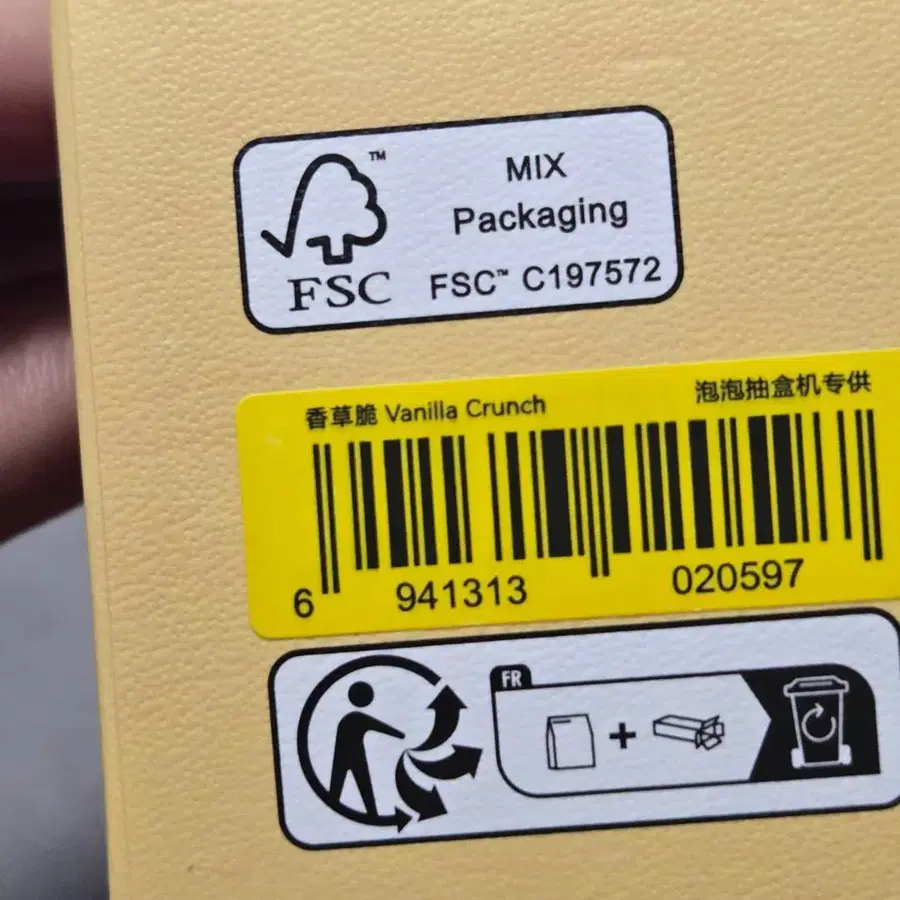 ™
MIX
Packaging
FSC
FSC™ C197572
香草脆 Vanilla Crunch
泡泡抽盒机专供
6 941313 020597
FR